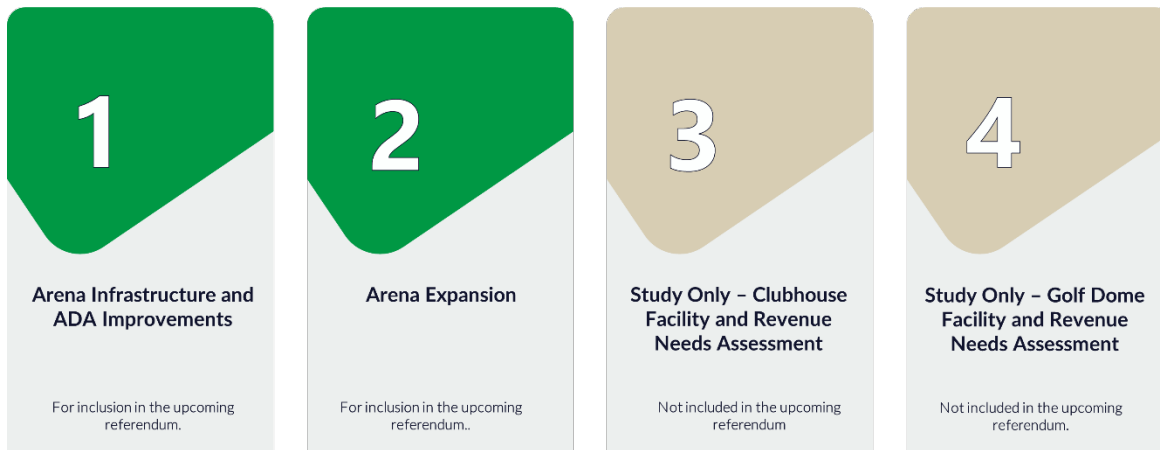 1
Arena Infrastructure and
ADA Improvements
For inclusion in the upcoming
referendum.
2
Arena Expansion
For inclusion in the upcoming
referendum..
3
Study Only – Clubhouse
Facility and Revenue
Needs Assessment
Not included in the upcoming
referendum
4
Study Only – Golf Dome
Facility and Revenue
Needs Assessment
Not included in the upcoming
referendum.